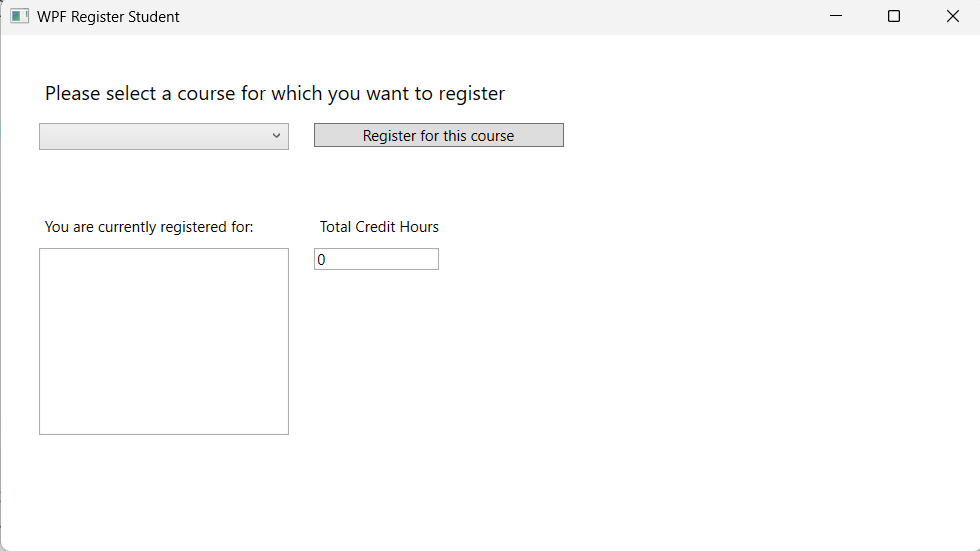 WPF Register Student
Please select a course for which you want to register
Register for this course
You are currently registered for:
Total Credit Hours
0